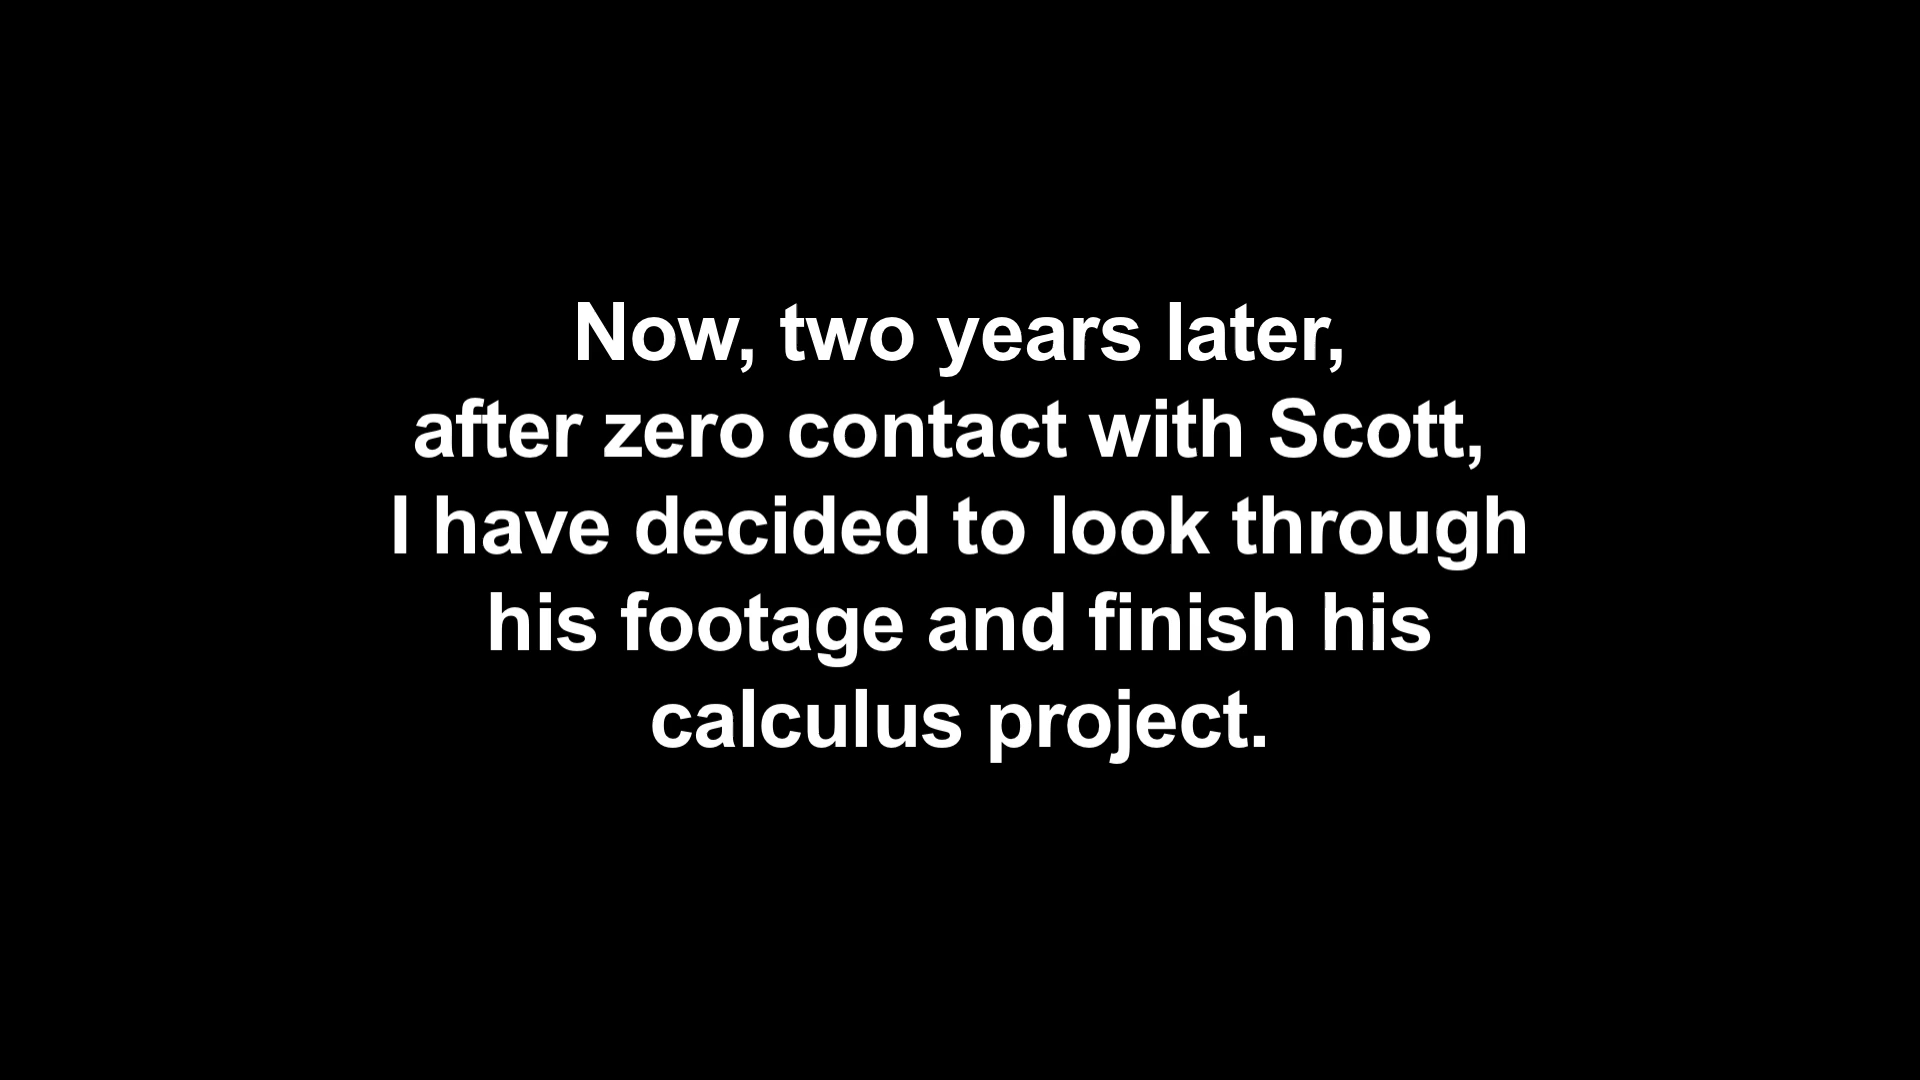 Now, two years later,
after zero contact with Scott,
I have decided to look through
his footage and finish his
calculus project.